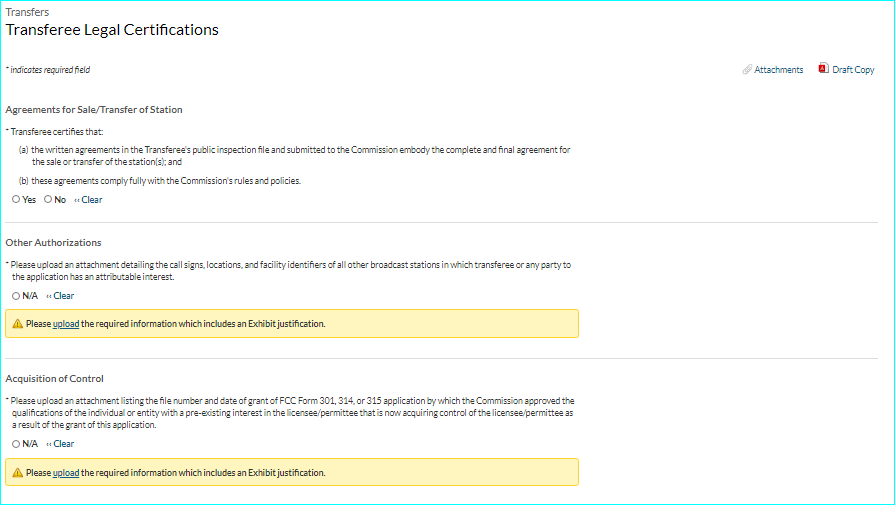 Transfers
Transferee Legal Certifications
* indicates required field
Attachments
Draft Copy
Agreements for Sale/Transfer of Station
* Transferee certifies that:
(a) the written agreements in the Transferee's public inspection file and submitted to the Commission embody the complete and final agreement for
the sale or transfer of the station(s); and
(b) these agreements comply fully with the Commission's rules and policies.
Yes No ‹‹ Clear
Other Authorizations
* Please upload an attachment detailing the call signs, locations, and facility identifiers of all other broadcast stations in which transferee or any party to
the application has an attributable interest.
N/A ‹‹ Clear
Please upload the required information which includes an Exhibit justification.
Acquisition of Control
* Please upload an attachment listing the file number and date of grant of FCC Form 301, 314, or 315 application by which the Commission approved the
qualifications of the individual or entity with a pre-existing interest in the licensee/permittee that is now acquiring control of the licensee/permittee as
a result of the grant of this application.
N/A ‹‹ Clear
Please upload the required information which includes an Exhibit justification.